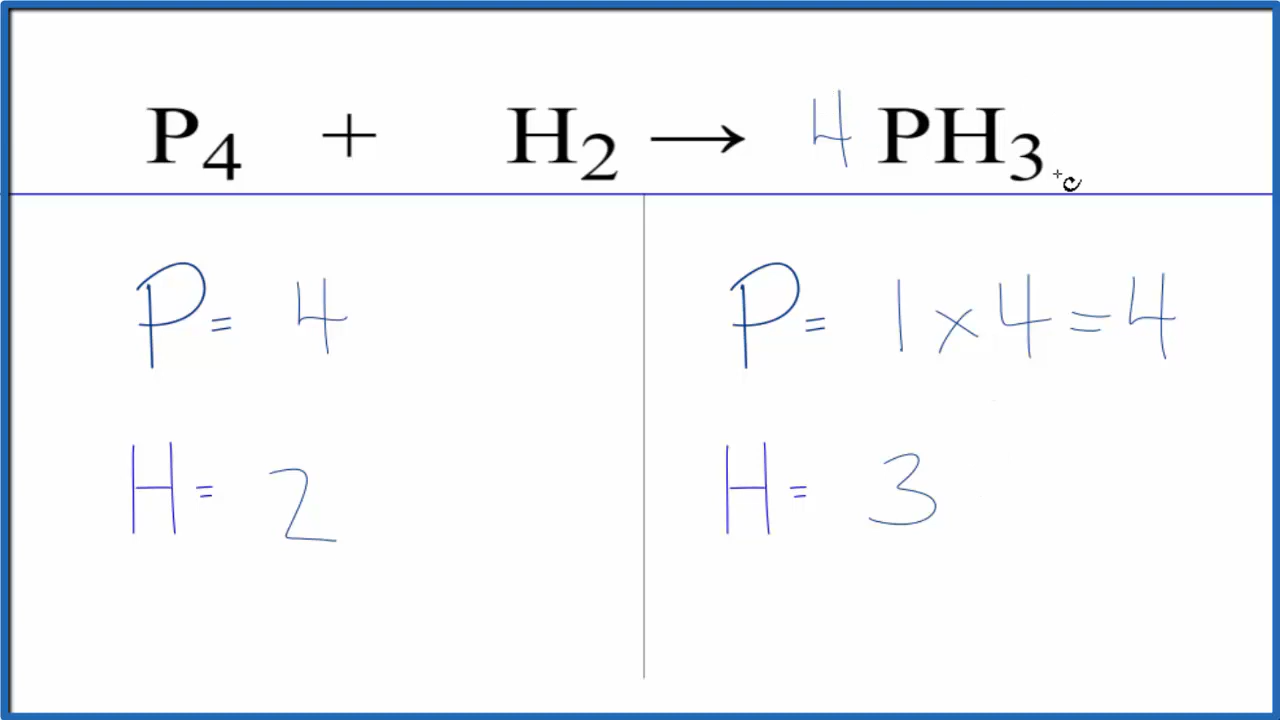 P₄ + H₂ → 4 PH₃
P = 4
H = 2
P = 1 x 4 = 4
H = 3